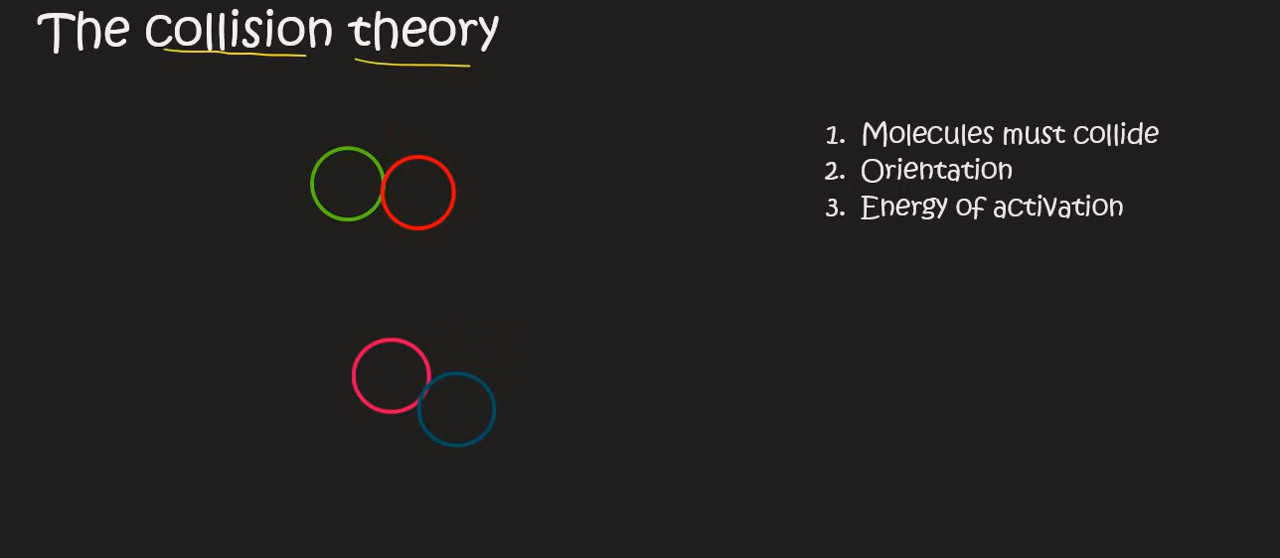 The collision theory
1. Molecules must collide
2. Orientation
3. Energy of activation